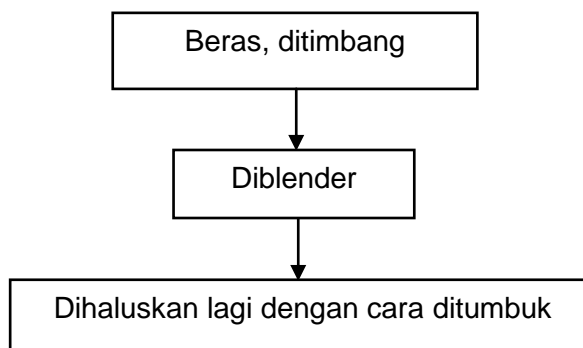 Beras, ditimbang
Diblender
Dihaluskan lagi dengan cara ditumbuk